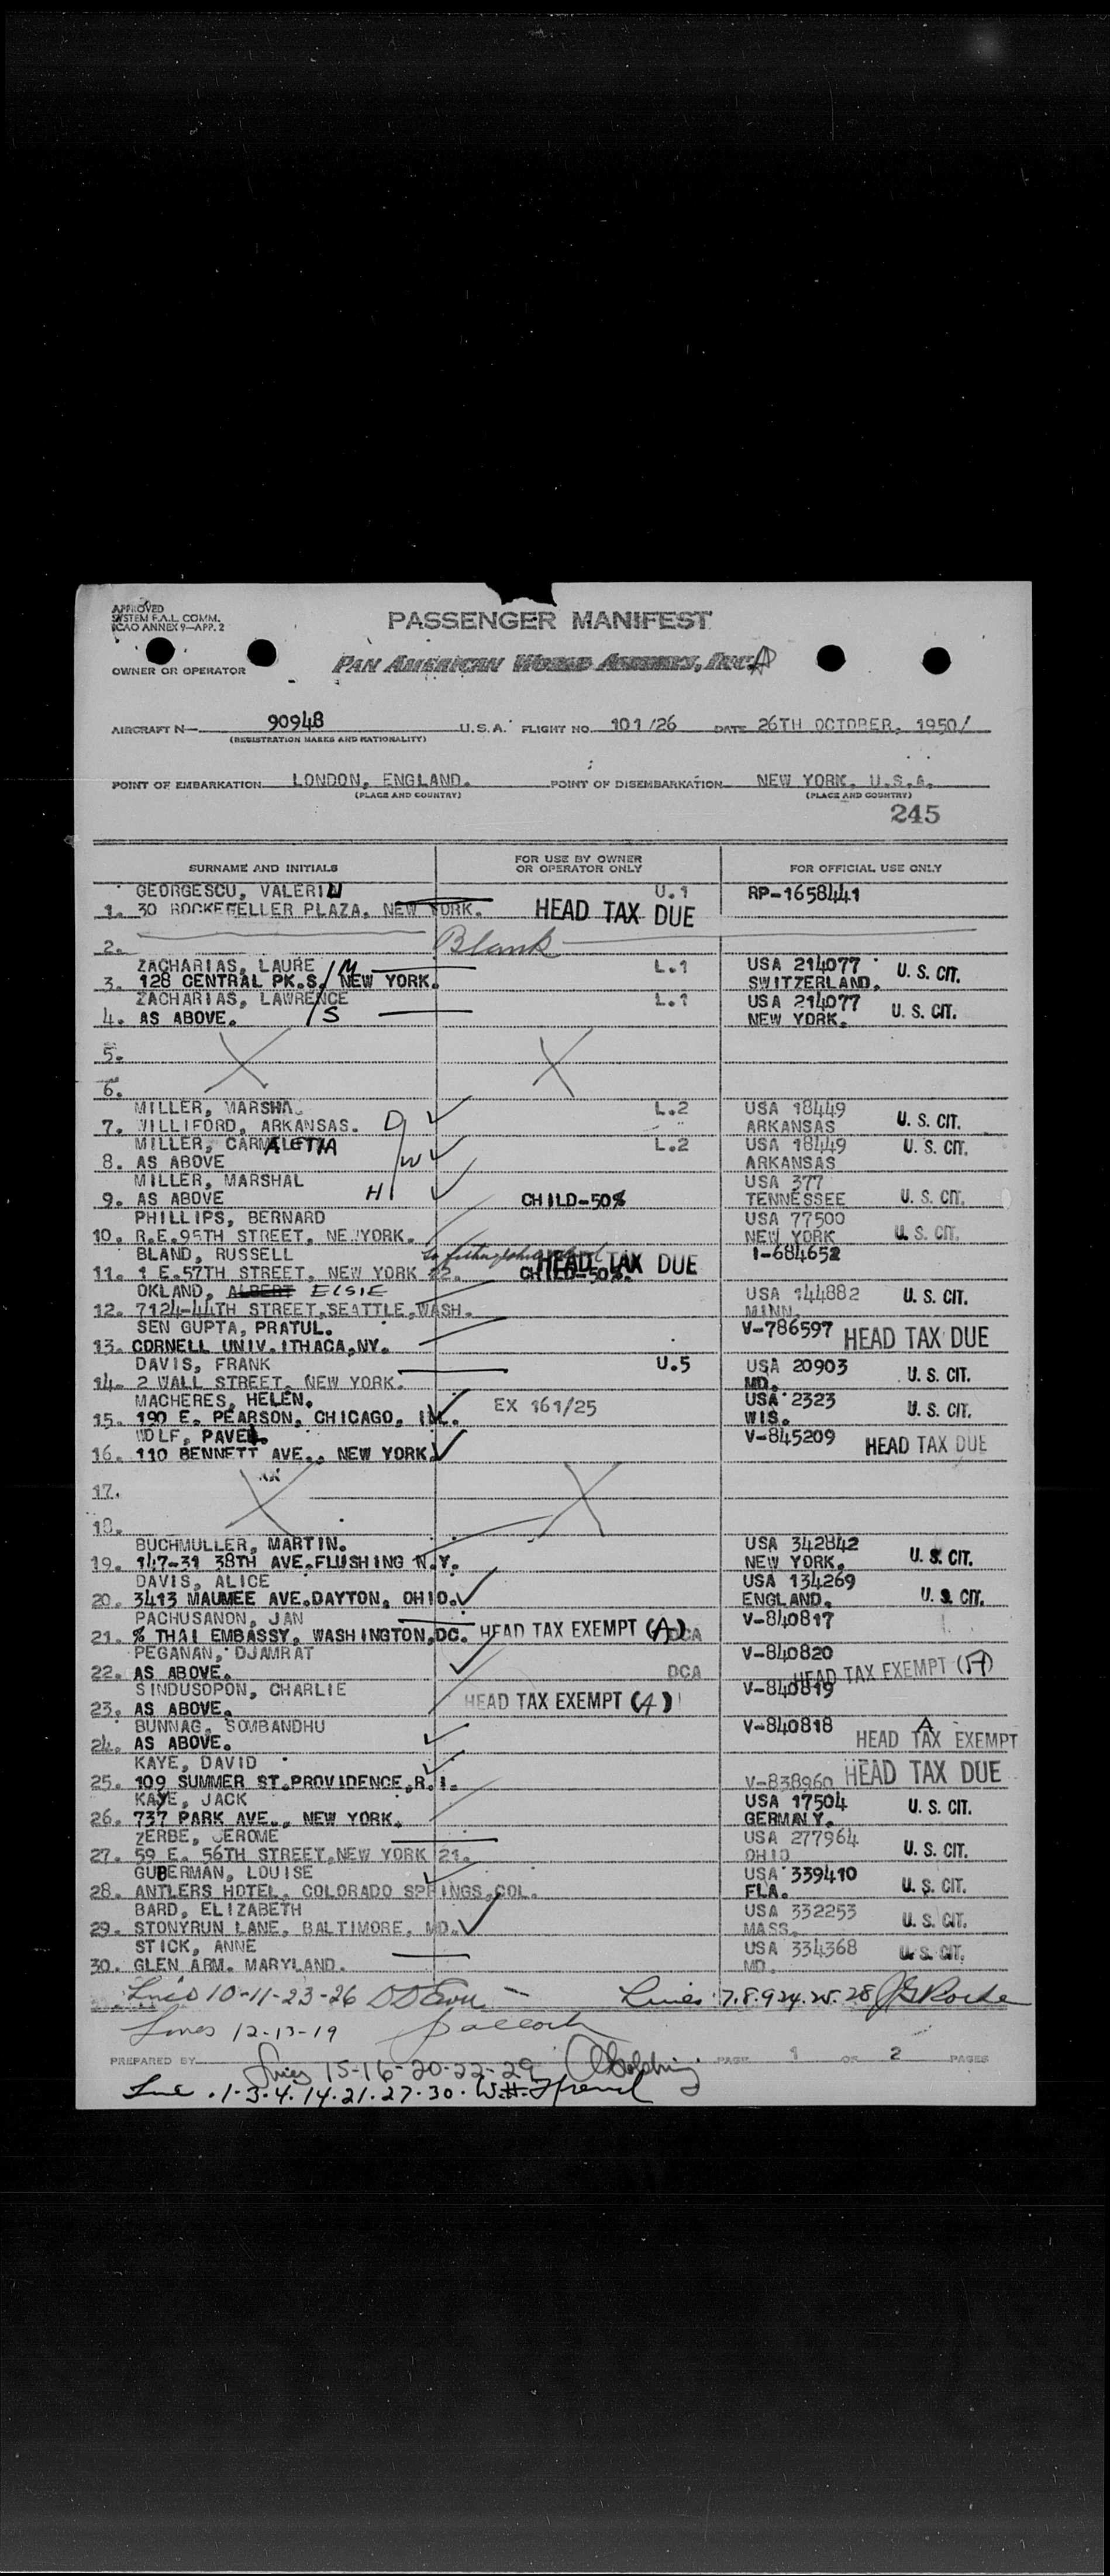 APPROVED
SYSTEM F.A.L. COMM.
ICAO ANNEX 9—APP. 2
PASSENGER MANIFEST
OWNER OR OPERATOR
PAN AMERICAN WORLD AIRWAYS, INC.
AIRCRAFT N— 90948 U.S.A. FLIGHT NO. 101/26 DATE 26TH OCTOBER, 1950/
(REGISTRATION MARKS AND NATIONALITY)
POINT OF EMBARKATION LONDON, ENGLAND. POINT OF DISEMBARKATION NEW YORK, U.S.A.
(PLACE AND COUNTRY) (PLACE AND COUNTRY)
245
SURNAME AND INITIALS FOR USE BY OWNER OR OPERATOR ONLY FOR OFFICIAL USE ONLY
GEORGESCU, VALERIU U.1 RP-1658441
1. 30 ROCKEFELLER PLAZA, NEW YORK. HEAD TAX DUE
2. Blank
ZACHARIAS, LAURE /M L.1 USA 214077 U. S. CIT.
3. 128 CENTRAL PK.S. NEW YORK. SWITZERLAND.
ZACHARIAS, LAWRENCE L.1 USA 214077 U. S. CIT.
4. AS ABOVE. /S NEW YORK.
5. X X
6.
MILLER, MARSHA. L.2 USA 18449 U. S. CIT.
7. WILLIFORD, ARKANSAS. D ARKANSAS
MILLER, CARMALETIA L.2 USA 18449 U. S. CIT.
8. AS ABOVE W ARKANSAS
MILLER, MARSHAL USA 377
9. AS ABOVE H CHILD-50% TENNESSEE U. S. CIT.
PHILLIPS, BERNARD USA 77500
10. R.E.95TH STREET, NEWYORK. NEW YORK U. S. CIT.
BLAND, RUSSELL HEAD TAX DUE I-684652
11. 1 E.57TH STREET, NEW YORK 22. CHILD-50%.
OKLAND, ALBERT ELSIE USA 144882 U. S. CIT.
12. 7124-44TH STREET,SEATTLE,WASH. MINN.
SEN GUPTA, PRATUL. V-786597 HEAD TAX DUE
13. CORNELL UNIV. ITHACA,NY.
DAVIS, FRANK U.5 USA 20903 U. S. CIT.
14. 2 WALL STREET, NEW YORK. MD.
MACHERES, HELEN. EX 161/25 USA 2323 U. S. CIT.
15. 190 E. PEARSON, CHICAGO, ILL. WIS.
WOLF, PAVEL. V-845209 HEAD TAX DUE
16. 110 BENNETT AVE., NEW YORK.
17. X X
18.
BUCHMULLER, MARTIN. USA 342842 U. S. CIT.
19. 147-31 38TH AVE.FLUSHING N.Y. NEW YORK.
DAVIS, ALICE USA 134269
20. 3413 MAUMEE AVE.DAYTON, OHIO. ENGLAND. U. S. CIT.
PACHUSANON, JAN HEAD TAX EXEMPT (A) V-840817
21. % THAI EMBASSY, WASHINGTON,DC. DCA
PEGANAN, DJAMRAT V-840820
22. AS ABOVE. DCA HEAD TAX EXEMPT (A)
SINDUSOPON, CHARLIE V-840819
23. AS ABOVE. HEAD TAX EXEMPT (A)
BUNNAG, SOMBANDHU V-840818 A
24. AS ABOVE. HEAD TAX EXEMPT
KAYE, DAVID
25. 109 SUMMER ST.PROVIDENCE,R.I. V-838960 HEAD TAX DUE
KAYE, JACK USA 17504 U. S. CIT.
26. 737 PARK AVE., NEW YORK. GERMANY.
ZERBE, JEROME USA 277964
27. 59 E. 56TH STREET,NEW YORK 21. OHIO U. S. CIT.
GUBERMAN, LOUISE USA 339410
28. ANTLERS HOTEL, COLORADO SPRINGS,COL. FLA. U. S. CIT.
BARD, ELIZABETH USA 332253
29. STONYRUN LANE, BALTIMORE, MD. MASS. U. S. CIT.
STICK, ANNE USA 334368
30. GLEN ARM. MARYLAND. MD. U. S. CIT.
Lines 10-11-23-26 Lines 7.8.9 24.25.28
Lines 12-13-19
PREPARED BY Lines 15-16-20-22-29 PAGE 1 OF 2 PAGES
Line .1-3.4.14.21.27.30.